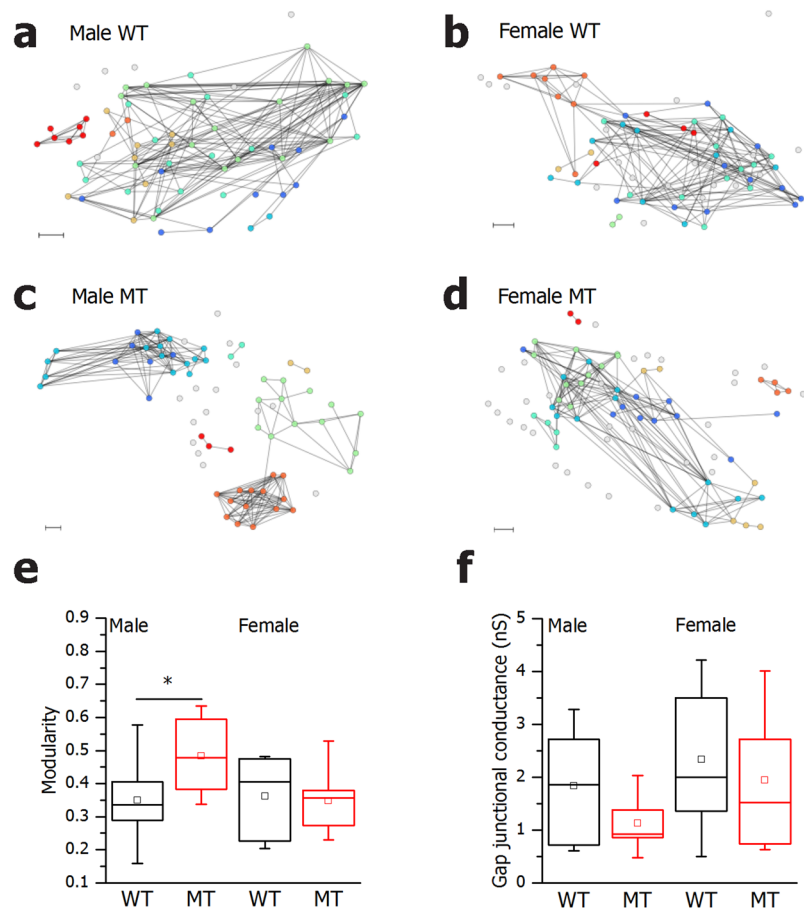 a Male WT
b Female WT
c Male MT
d Female MT
e
Modularity
0.9
0.8
0.7
0.6
0.5
0.4
0.3
0.2
0.1
Male Female
*
WT MT WT MT
f
Gap junctional conductance (nS)
5
4
3
2
1
0
Male Female
WT MT WT MT